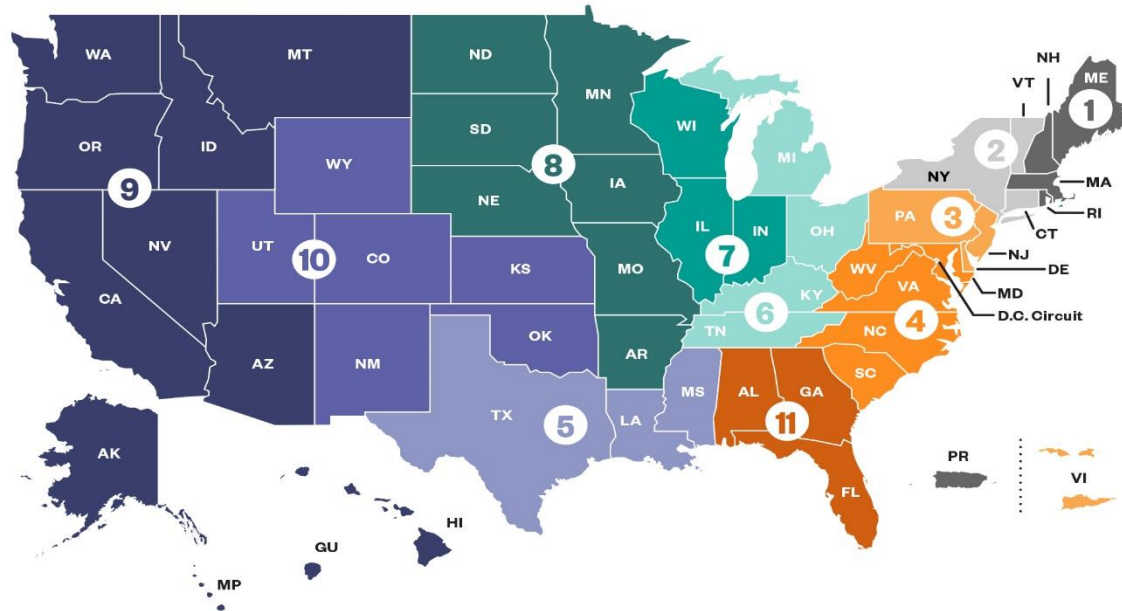 WA
MT
ND
MN
OR
ID
SD
WI
MI
NH
VT
ME
1
2
NY
MA
RI
CT
WY
8
9
NE
IA
PA
3
NJ
DE
MD
D.C. Circuit
NV
UT
10
CO
KS
MO
IL
IN
7
OH
WV
VA
KY
6
TN
NC
4
SC
CA
AZ
NM
OK
AR
TX
5
LA
MS
AL
GA
11
FL
AK
HI
GU
MP
PR
VI